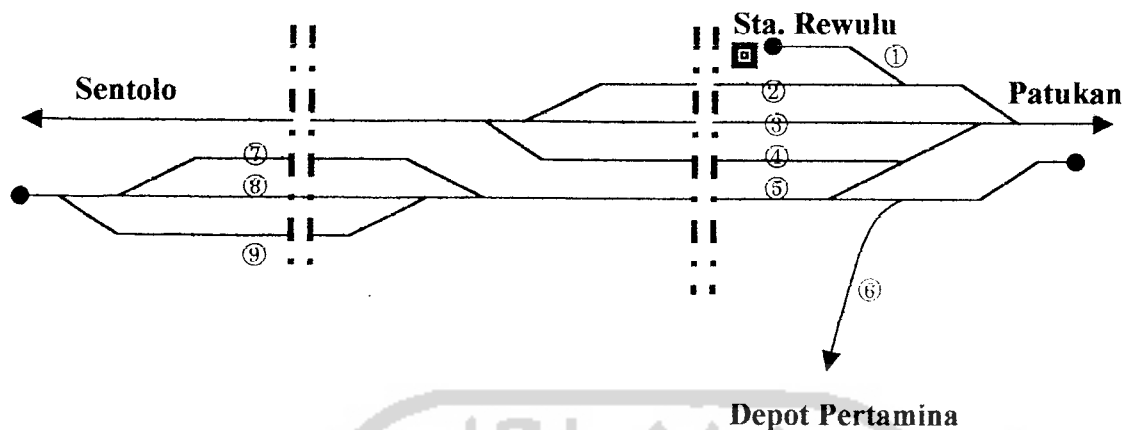 Sta. Rewulu
①
Sentolo
②
Patukan
③
⑦
④
⑧
⑤
⑨
⑥
Depot Pertamina